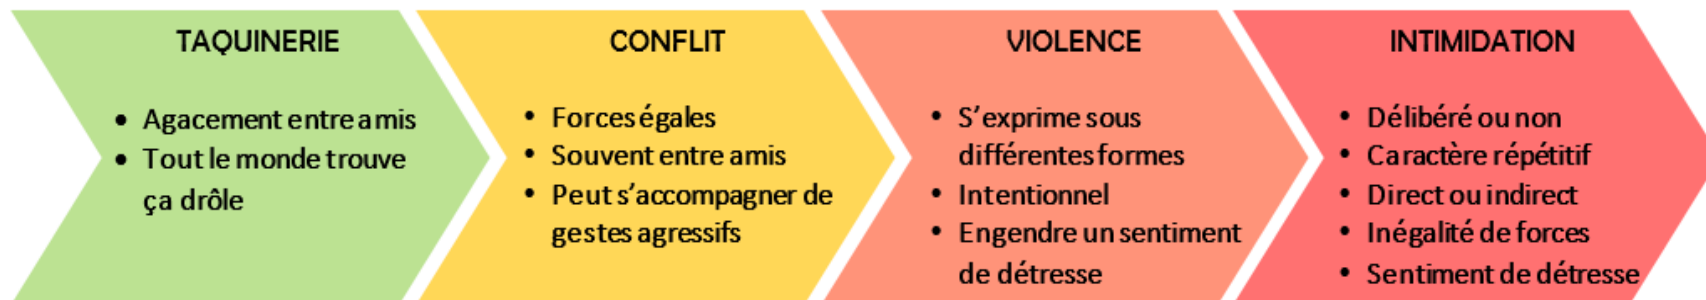 TAQUINERIE
• Agacement entre amis
• Tout le monde trouve
ça drôle
CONFLIT
• Forces égales
• Souvent entre amis
• Peut s'accompagner de
gestes agressifs
VIOLENCE
• S'exprime sous
différentes formes
• Intentionnel
• Engendre un sentiment
de détresse
INTIMIDATION
• Délibéré ou non
• Caractère répétitif
• Direct ou indirect
• Inégalité de forces
• Sentiment de détresse